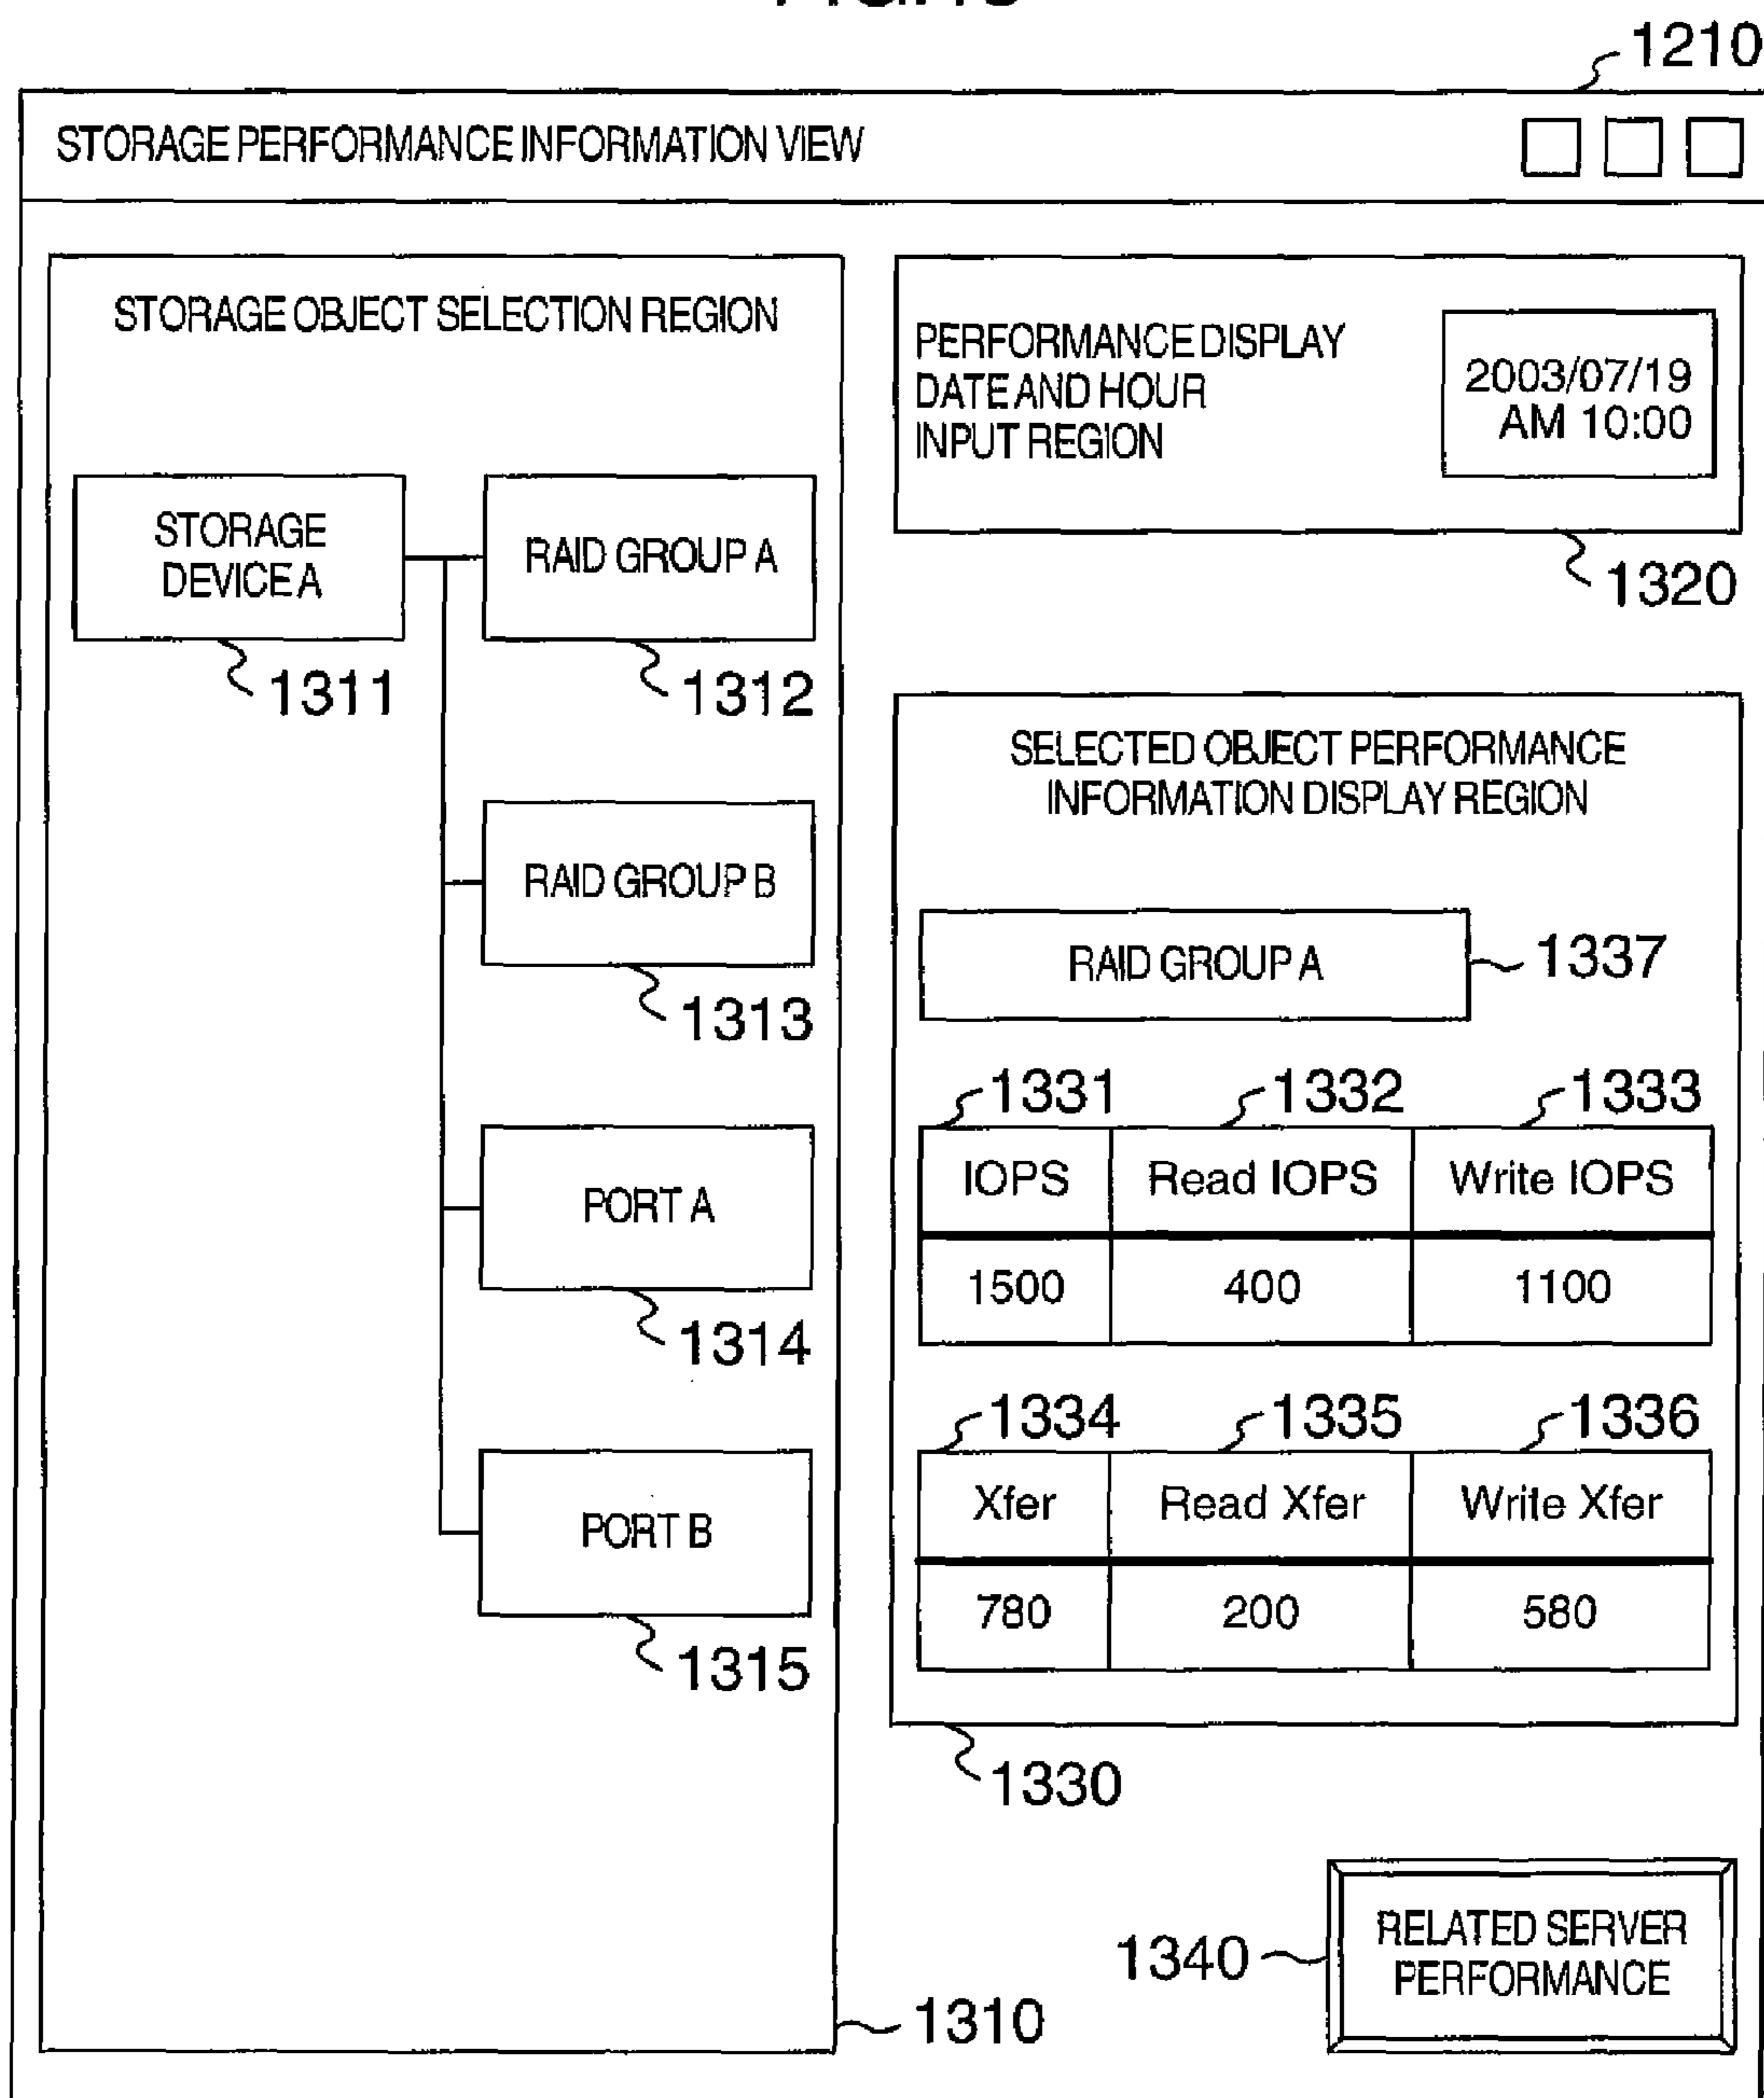 1210
STORAGE PERFORMANCE INFORMATION VIEW
STORAGE OBJECT SELECTION REGION
STORAGE
DEVICE A
1311
RAID GROUP A
1312
RAID GROUP B
1313
PORT A
1314
PORT B
1315
1310
PERFORMANCE DISPLAY
DATE AND HOUR
INPUT REGION
2003/07/19
AM 10:00
1320
SELECTED OBJECT PERFORMANCE
INFORMATION DISPLAY REGION
RAID GROUP A
1337
1331 1332 1333
IOPS Read IOPS Write IOPS
1500 400 1100
1334 1335 1336
Xfer Read Xfer Write Xfer
780 200 580
1330
1340
RELATED SERVER
PERFORMANCE